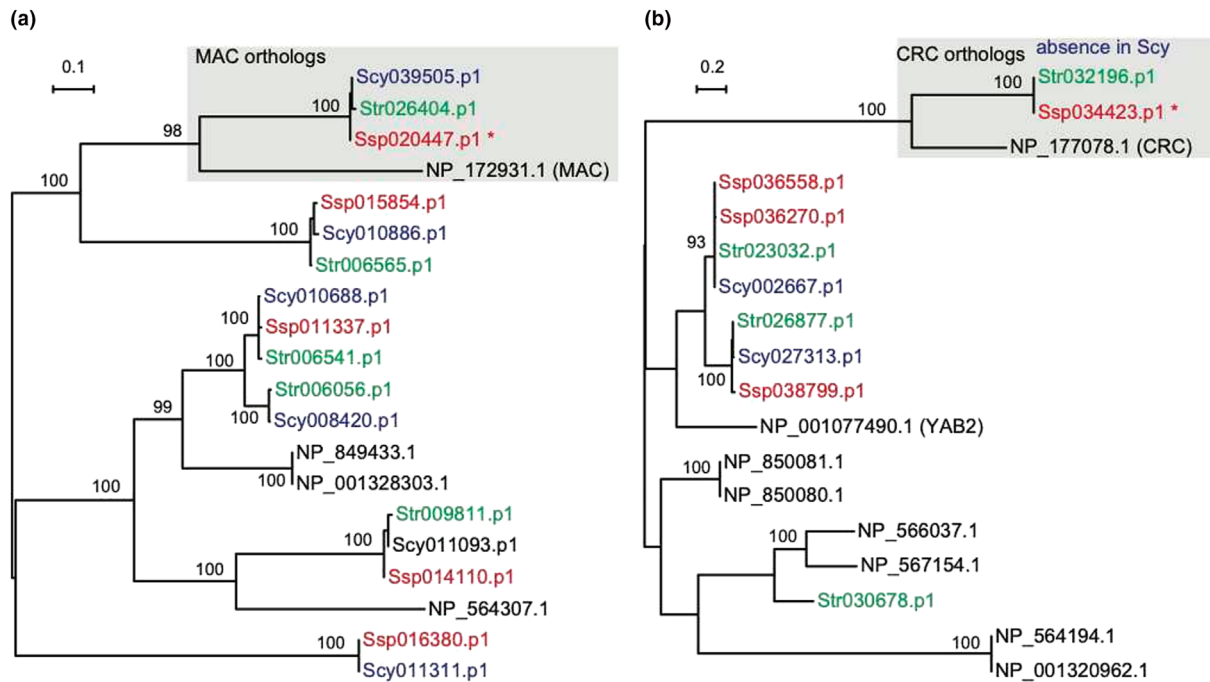 (a)
0.1
MAC orthologs
Scy039505.p1
100
Str026404.p1
98
Ssp020447.p1 *
NP_172931.1 (MAC)
100
Ssp015854.p1
100
Scy010886.p1
Str006565.p1
Scy010688.p1
100
Ssp011337.p1
100
Str006541.p1
Str006056.p1
99
100
Scy008420.p1
NP_849433.1
100
NP_001328303.1
100
Str009811.p1
100
Scy011093.p1
100
Ssp014110.p1
NP_564307.1
Ssp016380.p1
100
Scy011311.p1
(b)
0.2
CRC orthologs
absence in Scy
100
Str032196.p1
100
Ssp034423.p1 *
NP_177078.1 (CRC)
Ssp036558.p1
Ssp036270.p1
93
Str023032.p1
Scy002667.p1
Str026877.p1
Scy027313.p1
100
Ssp038799.p1
NP_001077490.1 (YAB2)
100
NP_850081.1
NP_850080.1
100
NP_566037.1
NP_567154.1
Str030678.p1
100
NP_564194.1
NP_001320962.1